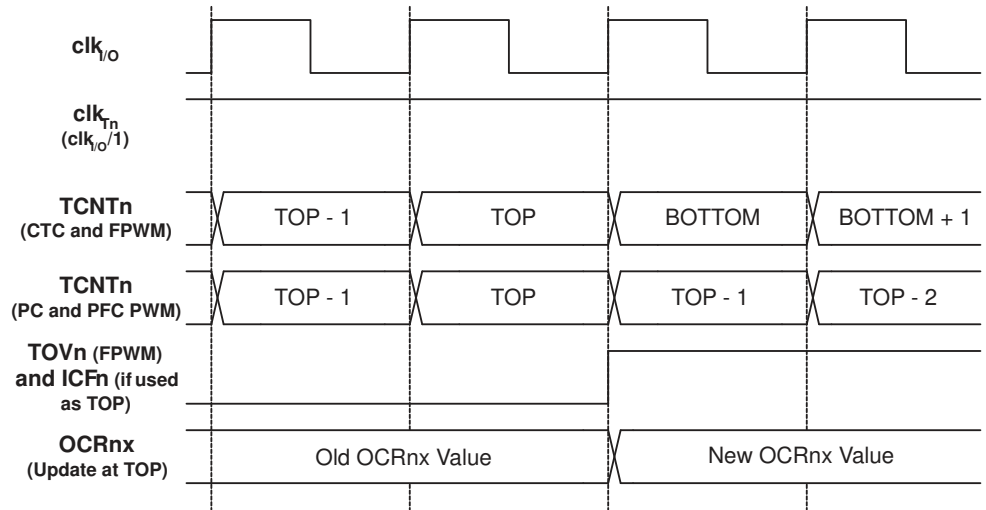 clkI/O
clkTn
(clkI/O/1)
TCNTn
(CTC and FPWM)
TOP - 1 TOP BOTTOM BOTTOM + 1
TCNTn
(PC and PFC PWM)
TOP - 1 TOP TOP - 1 TOP - 2
TOVn (FPWM)
and ICFn (if used
as TOP)
OCRnx
(Update at TOP)
Old OCRnx Value New OCRnx Value